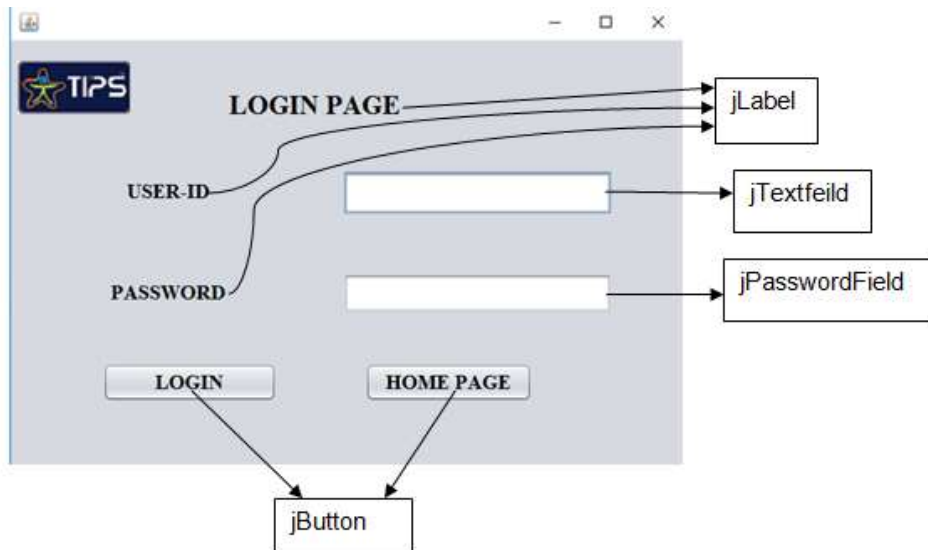 TIPS
LOGIN PAGE
jLabel
USER-ID
jTextfeild
PASSWORD
jPasswordField
LOGIN
HOME PAGE
jButton